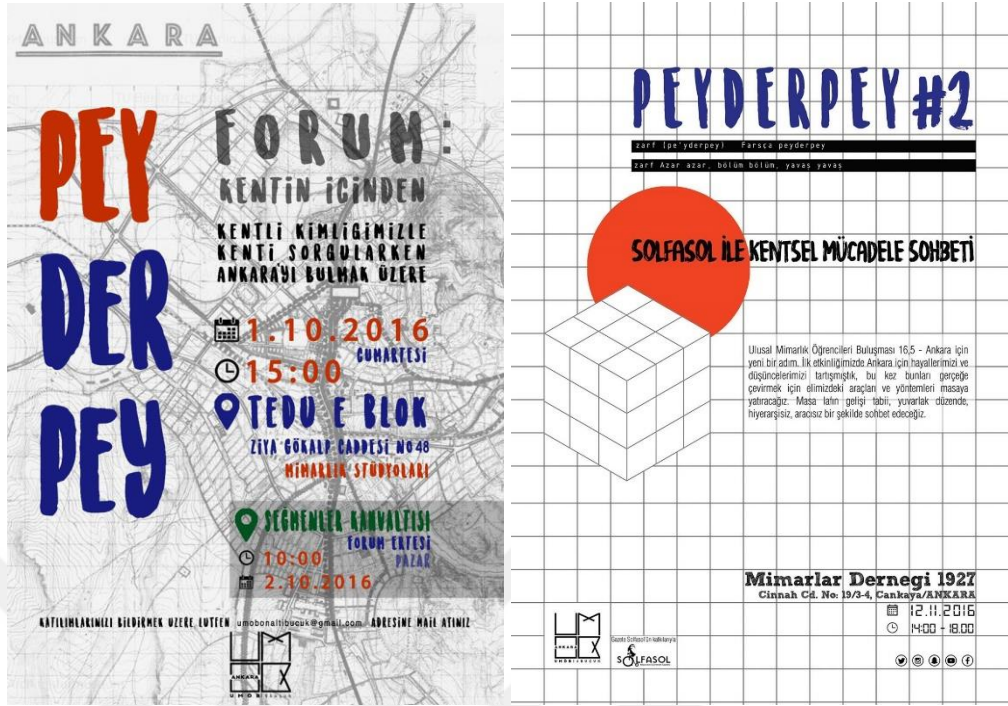 ANKARA
PEY
DER
PEY
FORUM:
KENTİN İÇİNDEN
KENTLİ KİMLİĞİMİZLE
KENTİ SORGULARKEN
ANKARA'YI BULMAK ÜZERE
1.10.2016
CUMARTESİ
15:00
TEDU E BLOK
ZİYA GÖKALP CADDESİ NO 48
MİMARLIK STÜDYOLARI
SEĞMENLER KAHVALTISI
FORUM ERTESİ
10:00 PAZAR
2.10.2016
KATILIMLARINIZI BİLDİRMEK ÜZERE LÜTFEN umobonaltibucuk@gmail.com ADRESİNE MAİL ATINIZ
ANKARA
UMOB
PEYDERPEY #2
zarf (pe'yderpey) Farsça peyderpey
zarf Azar azar, bölüm bölüm, yavaş yavaş
SOLFASOL İLE KENTSEL MÜCADELE SOHBETİ
Ulusal Mimarlık Öğrencileri Buluşması 16,5 - Ankara için
yeni bir adım. İlk etkinliğimizde Ankara için hayallerimizi ve
düşüncelerimizi tartışmıştık, bu kez bunları gerçeğe
çevirmek için elimizdeki araçları ve yöntemleri masaya
yatıracağız. Masa lafın gelişi tabii, yuvarlak düzende,
hiyerarşisiz, aracısız bir şekilde sohbet edeceğiz.
Mimarlar Dernegi 1927
Cinnah Cd. No: 19/3-4, Cankaya/ANKARA
12.11.2016
14:00 - 18.00
ANKARA
UMOB
Gazete Solfasol'ün katkılarıyla
SOLFASOL